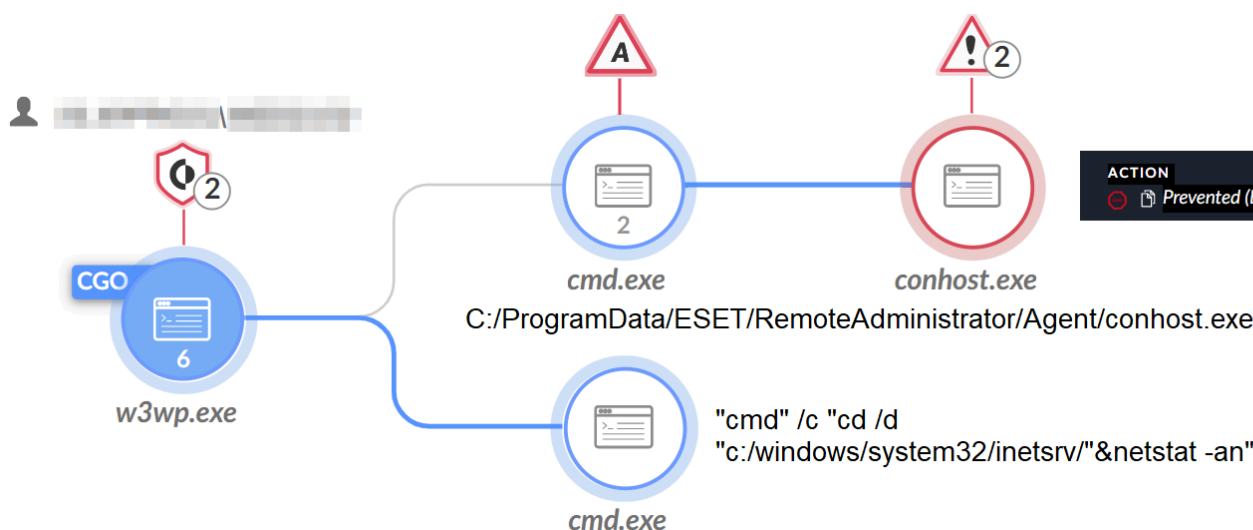 \
2
A
2
ACTION
Prevented (
CGO
6
w3wp.exe
2
cmd.exe
conhost.exe
C:/ProgramData/ESET/RemoteAdministrator/Agent/conhost.exe
"cmd" /c "cd /d
"c:/windows/system32/inetsrv/"&netstat -an"
cmd.exe